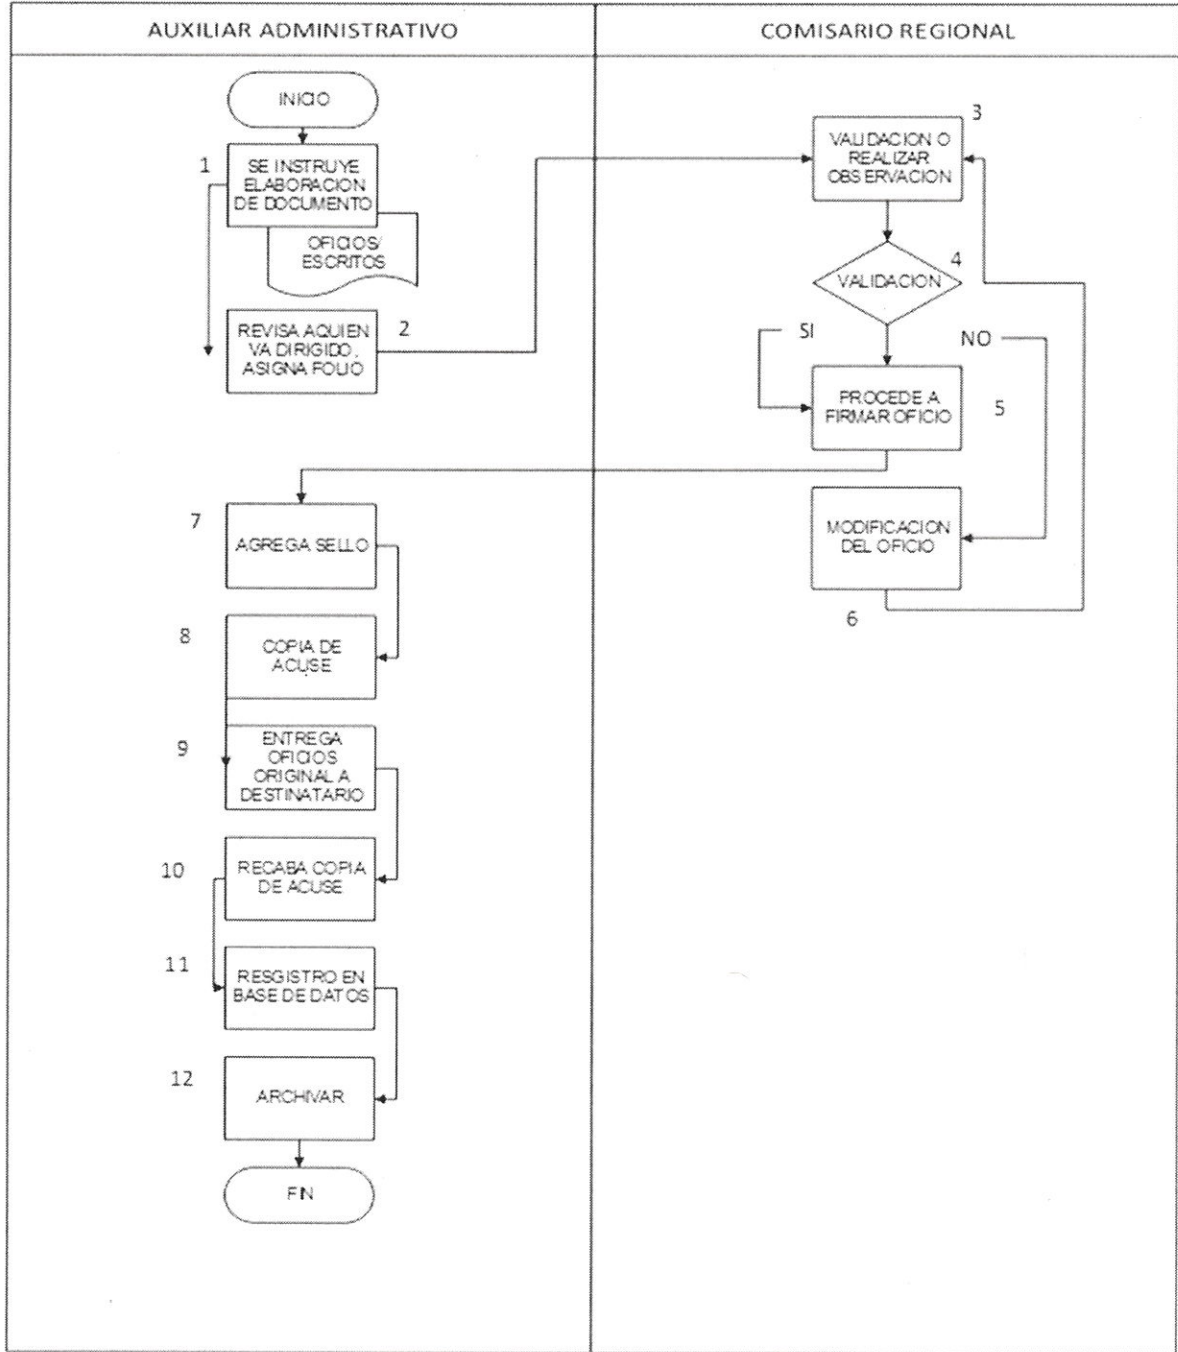 AUXILIAR ADMINISTRATIVO
COMISARIO REGIONAL
INICIO
1
SE INSTRUYE
ELABORACION
DE DOCUMENTO
OFICIOS/
ESCRITOS
REVISA AQUIEN
VA DIRIGIDO,
ASIGNA FOLIO
2
3
VALIDACION O
REALIZAR
OBSERVACION
4
VALIDACION
SI
NO
PROCEDE A
FIRMAR OFICIO
5
MODIFICACION
DEL OFICIO
6
7
AGREGA SELLO
8
COPIA DE
ACUSE
9
ENTREGA
OFICIOS
ORIGINAL A
DESTINATARIO
10
RECABA COPIA
DE ACUSE
11
RESGISTRO EN
BASE DE DATOS
12
ARCHIVAR
FIN